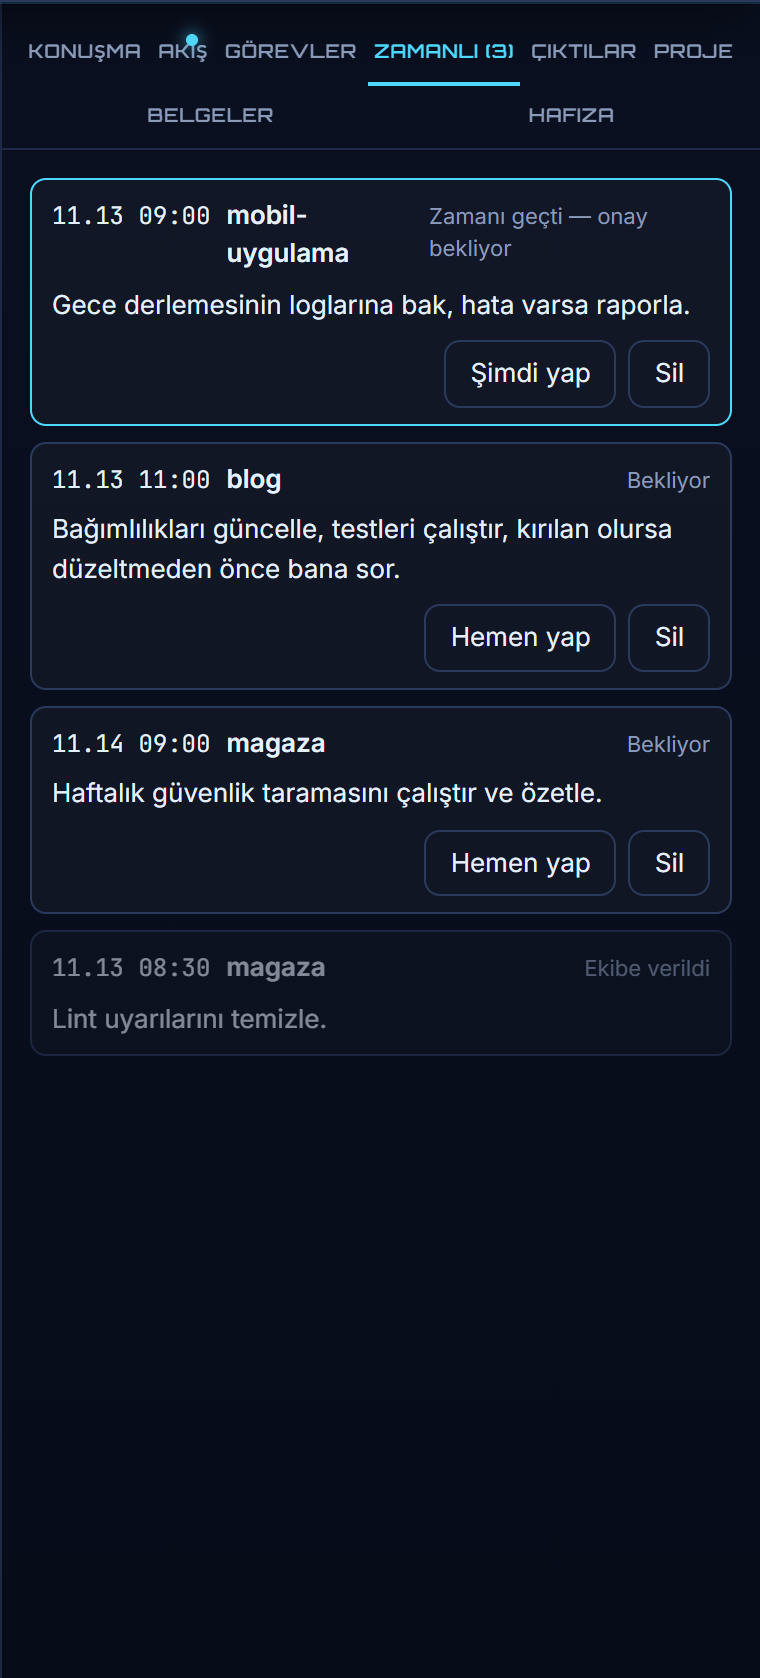 KONUŞMA AKIŞ GÖREVLER ZAMANLI (3) ÇIKTILAR PROJE
BELGELER HAFIZA
11.13 09:00 mobil-uygulama Zamanı geçti — onay bekliyor
Gece derlemesinin loglarına bak, hata varsa raporla.
Şimdi yap Sil
11.13 11:00 blog Bekliyor
Bağımlılıkları güncelle, testleri çalıştır, kırılan olursa
düzeltmeden önce bana sor.
Hemen yap Sil
11.14 09:00 magaza Bekliyor
Haftalık güvenlik taramasını çalıştır ve özetle.
Hemen yap Sil
11.13 08:30 magaza Ekibe verildi
Lint uyarılarını temizle.